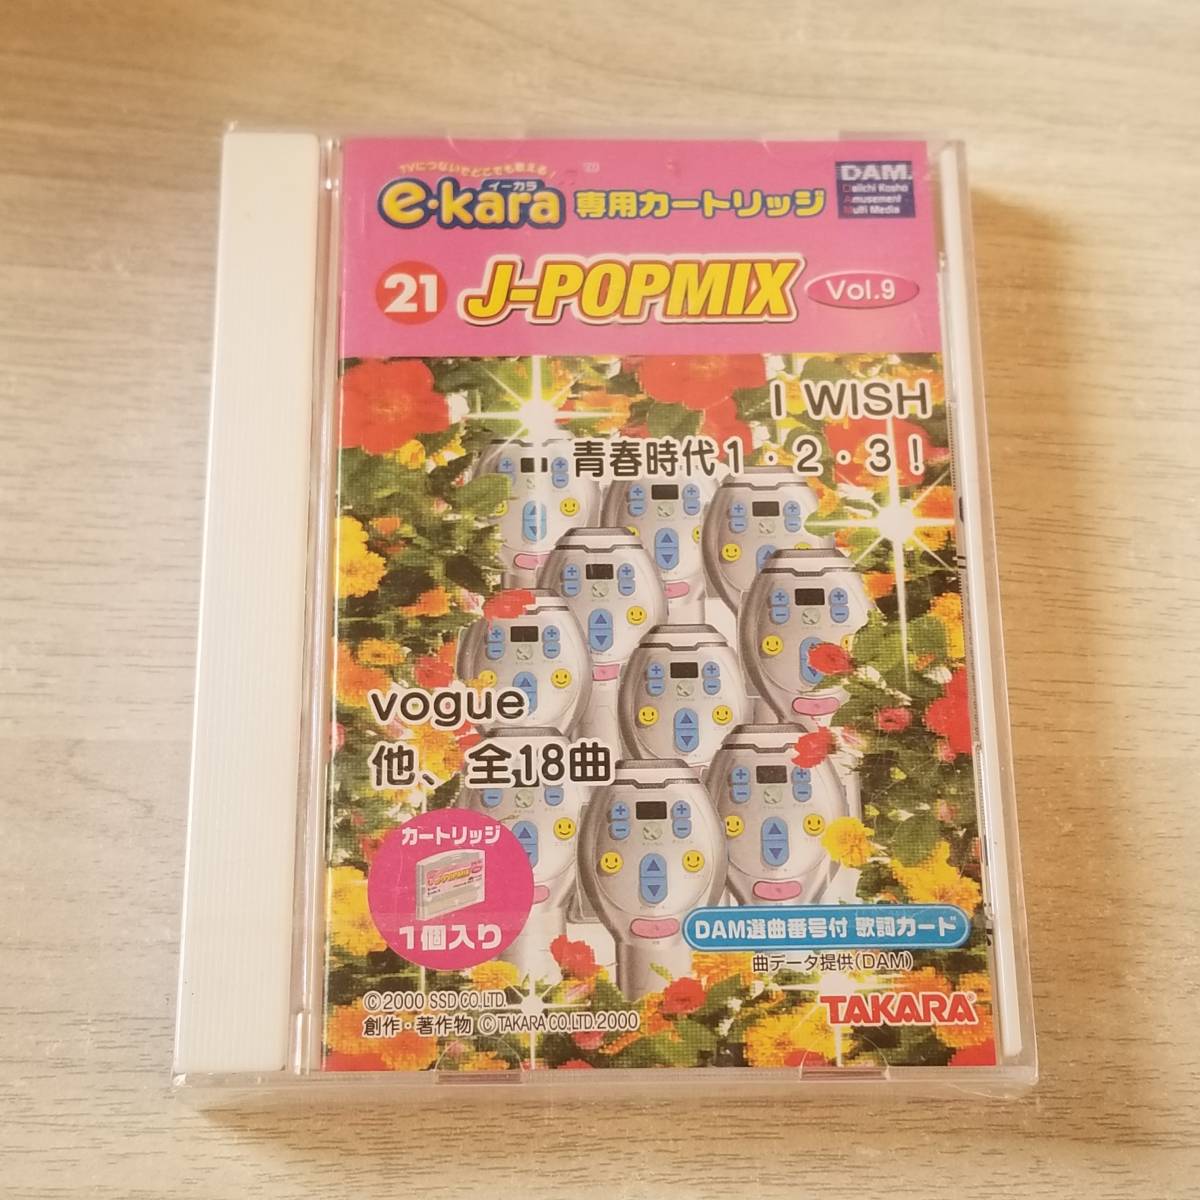 TVにつないでどこでも歌える!
イーカラ
e・kara 専用カートリッジ
DAM.
Daiichi Kosho
Amusement
Multi Media
21 J-POPMIX Vol.9
I WISH
青春時代1・2・3!
vogue
他、全18曲
カートリッジ
J-POPMIX
1個入り
DAM選曲番号付 歌詞カード
曲データ提供(DAM)
©2000 SSD CO.LTD.
創作・著作物 ©TAKARA CO.LTD.2000
TAKARA®